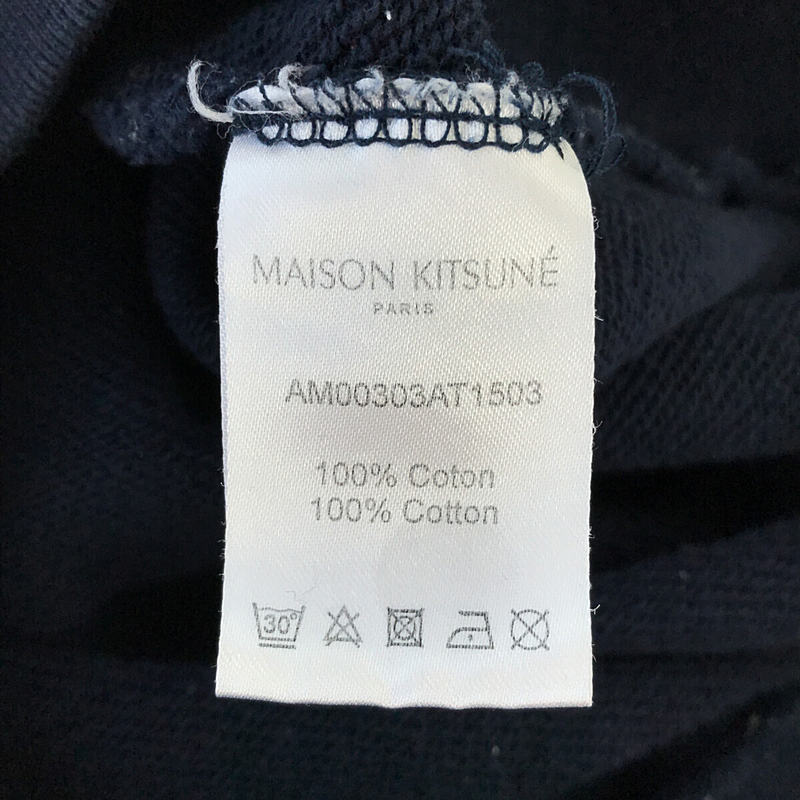 MAISON KITSUNÉ
PARIS
AM00303AT1503
100% Coton
100% Cotton
30°